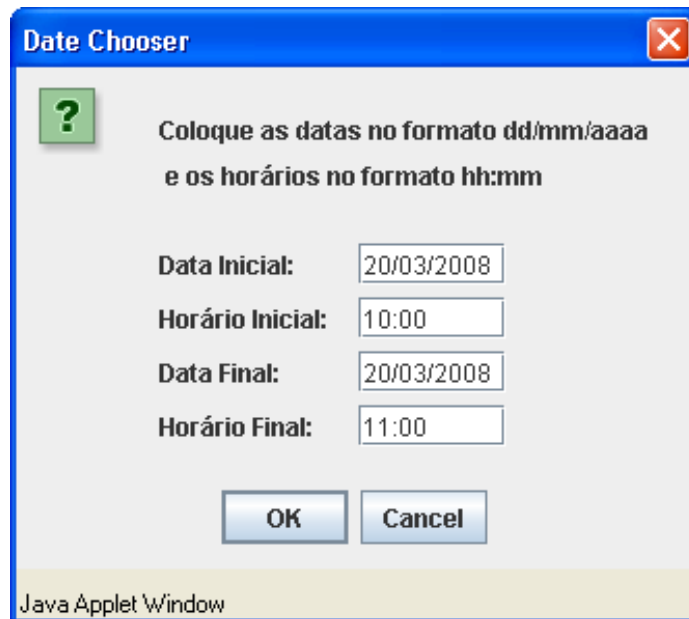 Date Chooser
?
Coloque as datas no formato dd/mm/aaaa
e os horários no formato hh:mm
Data Inicial: 20/03/2008
Horário Inicial: 10:00
Data Final: 20/03/2008
Horário Final: 11:00
OK Cancel
Java Applet Window